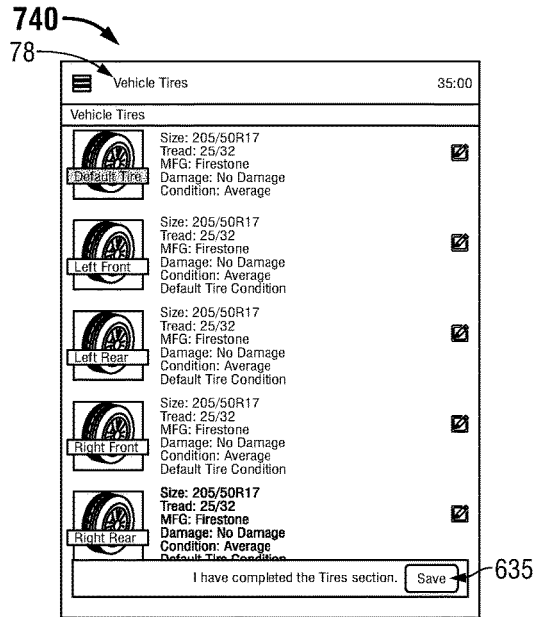 740
78
Vehicle Tires 35:00
Vehicle Tires
Size: 205/50R17
Tread: 25/32
MFG: Firestone
Damage: No Damage
Condition: Average
Default Tire
Size: 205/50R17
Tread: 25/32
MFG: Firestone
Damage: No Damage
Condition: Average
Default Tire Condition
Left Front
Size: 205/50R17
Tread: 25/32
MFG: Firestone
Damage: No Damage
Condition: Average
Default Tire Condition
Left Rear
Size: 205/50R17
Tread: 25/32
MFG: Firestone
Damage: No Damage
Condition: Average
Default Tire Condition
Right Front
Size: 205/50R17
Tread: 25/32
MFG: Firestone
Damage: No Damage
Condition: Average
Default Tire Condition
Right Rear
I have completed the Tires section. Save
635